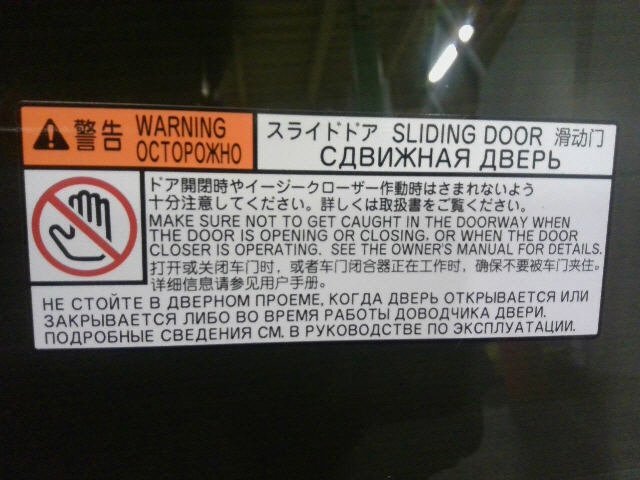 警告 WARNING
ОСТОРОЖНО
スライドドア SLIDING DOOR 滑动门
СДВИЖНАЯ ДВЕРЬ
ドア開閉時やイージークローザー作動時はさまれないよう
十分注意してください。詳しくは取扱書をご覧ください。
MAKE SURE NOT TO GET CAUGHT IN THE DOORWAY WHEN
THE DOOR IS OPENING OR CLOSING, OR WHEN THE DOOR
CLOSER IS OPERATING. SEE THE OWNER'S MANUAL FOR DETAILS.
打开或关闭车门时，或者车门闭合器正在工作时，确保不要被车门夹住。
详细信息请参见用户手册。
НЕ СТОЙТЕ В ДВЕРНОМ ПРОЕМЕ, КОГДА ДВЕРЬ ОТКРЫВАЕТСЯ ИЛИ
ЗАКРЫВАЕТСЯ ЛИБО ВО ВРЕМЯ РАБОТЫ ДОВОДЧИКА ДВЕРИ.
ПОДРОБНЫЕ СВЕДЕНИЯ СМ. В РУКОВОДСТВЕ ПО ЭКСПЛУАТАЦИИ.